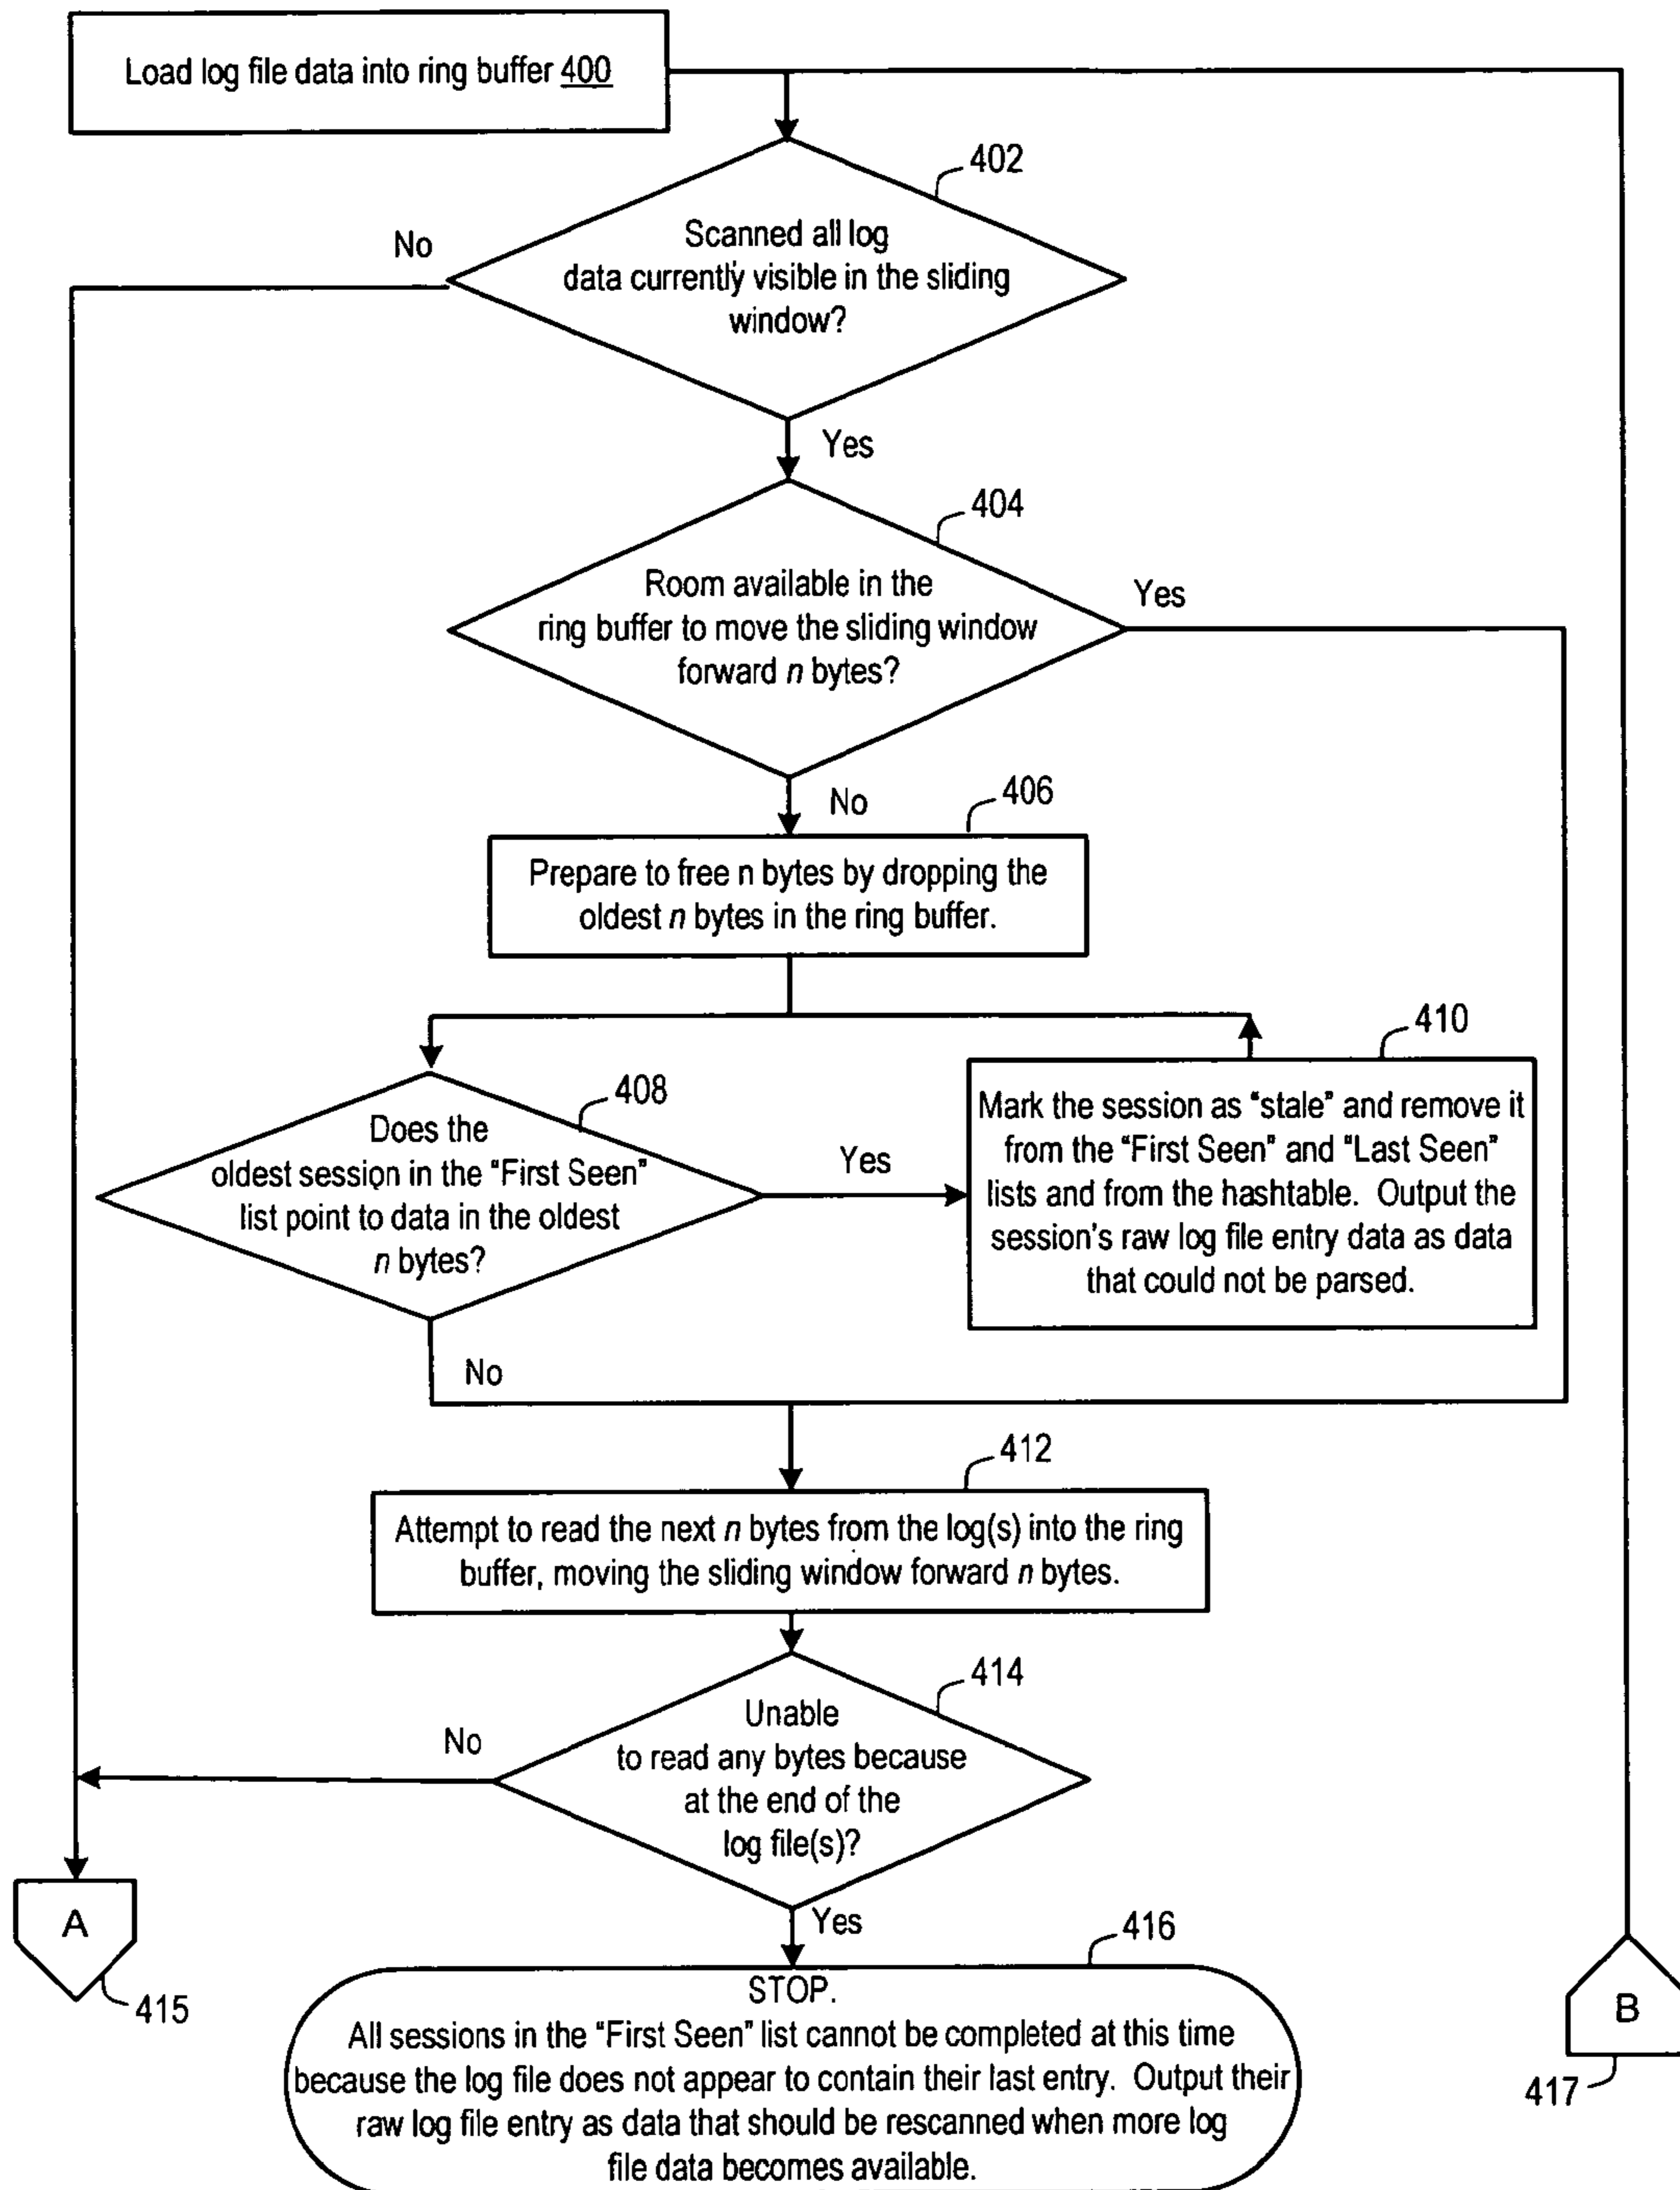 Load log file data into ring buffer 400
402
No
Scanned all log
data currently visible in the sliding
window?
Yes
404
Room available in the
ring buffer to move the sliding window
forward n bytes?
Yes
No
406
Prepare to free n bytes by dropping the
oldest n bytes in the ring buffer.
410
408
Does the
oldest session in the "First Seen"
list point to data in the oldest
n bytes?
Yes
Mark the session as "stale" and remove it
from the "First Seen" and "Last Seen"
lists and from the hashtable. Output the
session's raw log file entry data as data
that could not be parsed.
No
412
Attempt to read the next n bytes from the log(s) into the ring
buffer, moving the sliding window forward n bytes.
414
No
Unable
to read any bytes because
at the end of the
log file(s)?
Yes
A
415
416
STOP.
All sessions in the "First Seen" list cannot be completed at this time
because the log file does not appear to contain their last entry. Output their
raw log file entry as data that should be rescanned when more log
file data becomes available.
B
417